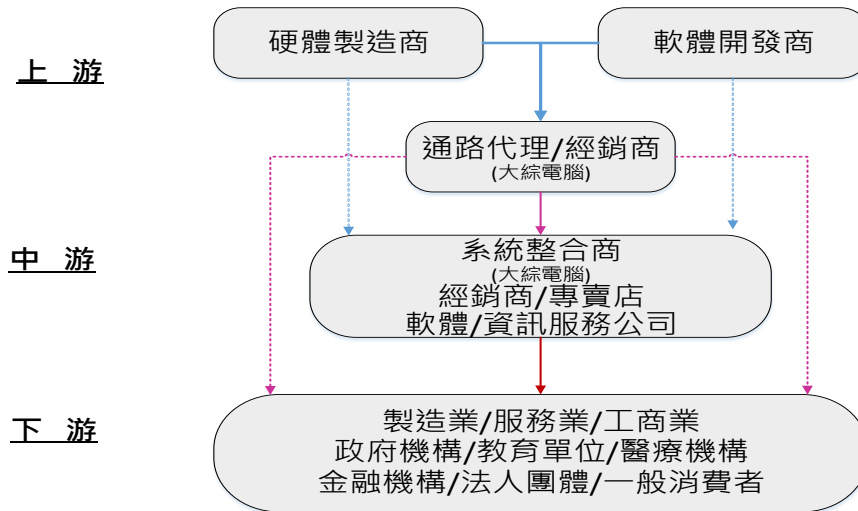 硬體製造商
軟體開發商
上 游
通路代理/經銷商
(大綜電腦)
中 游
系統整合商
(大綜電腦)
經銷商/專賣店
軟體/資訊服務公司
下 游
製造業/服務業/工商業
政府機構/教育單位/醫療機構
金融機構/法人團體/一般消費者